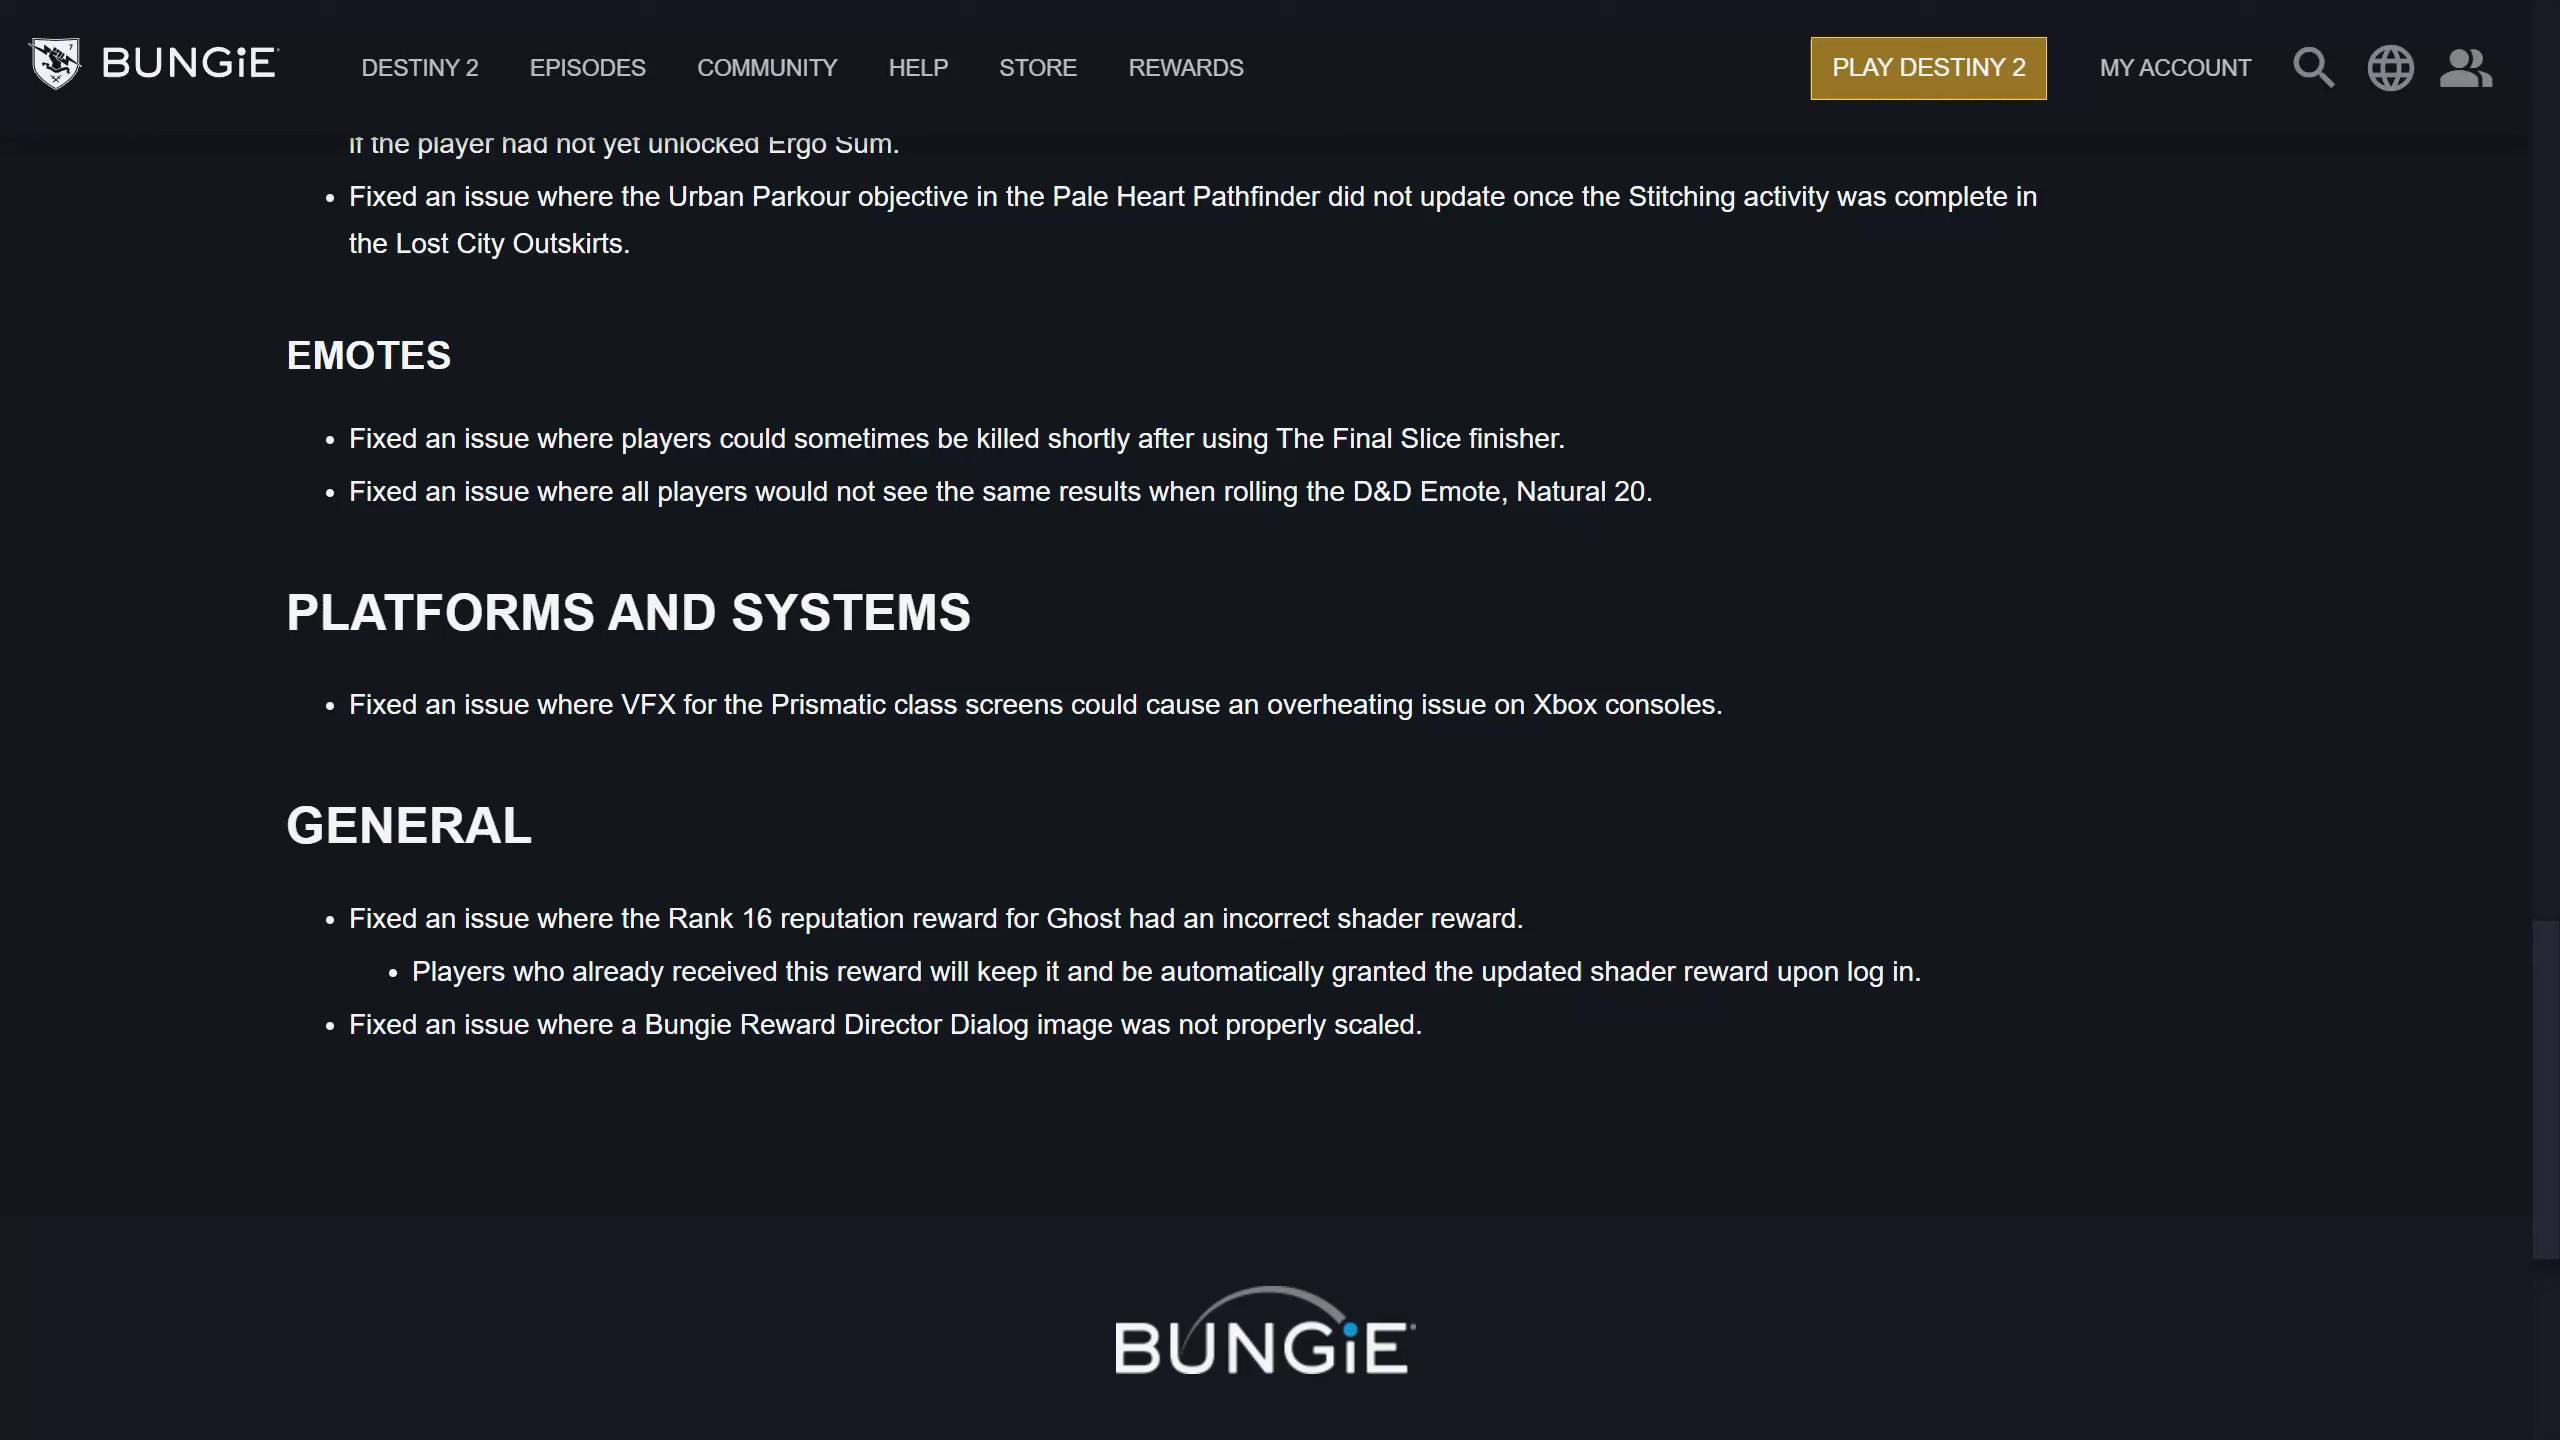 BUNGiE
DESTINY 2 EPISODES COMMUNITY HELP STORE REWARDS PLAY DESTINY 2 MY ACCOUNT
if the player had not yet unlocked Ergo Sum.
• Fixed an issue where the Urban Parkour objective in the Pale Heart Pathfinder did not update once the Stitching activity was complete in
the Lost City Outskirts.
EMOTES
• Fixed an issue where players could sometimes be killed shortly after using The Final Slice finisher.
• Fixed an issue where all players would not see the same results when rolling the D&D Emote, Natural 20.
PLATFORMS AND SYSTEMS
• Fixed an issue where VFX for the Prismatic class screens could cause an overheating issue on Xbox consoles.
GENERAL
• Fixed an issue where the Rank 16 reputation reward for Ghost had an incorrect shader reward.
• Players who already received this reward will keep it and be automatically granted the updated shader reward upon log in.
• Fixed an issue where a Bungie Reward Director Dialog image was not properly scaled.
BUNGiE